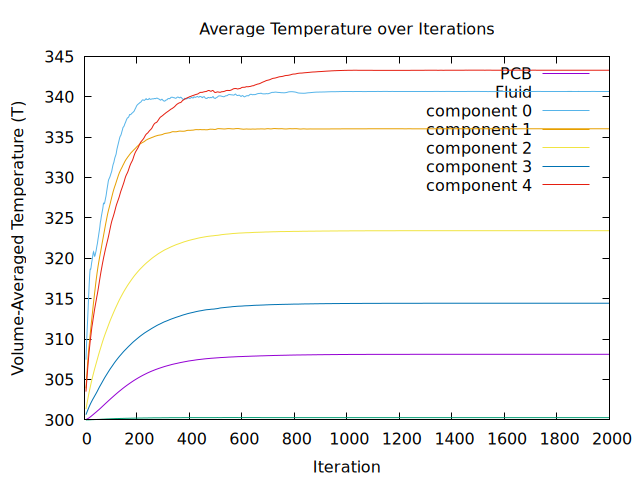 Average Temperature over Iterations
Volume-Averaged Temperature (T)
345
340
335
330
325
320
315
310
305
300
PCB
Fluid
component 0
component 1
component 2
component 3
component 4
0 200 400 600 800 1000 1200 1400 1600 1800 2000
Iteration